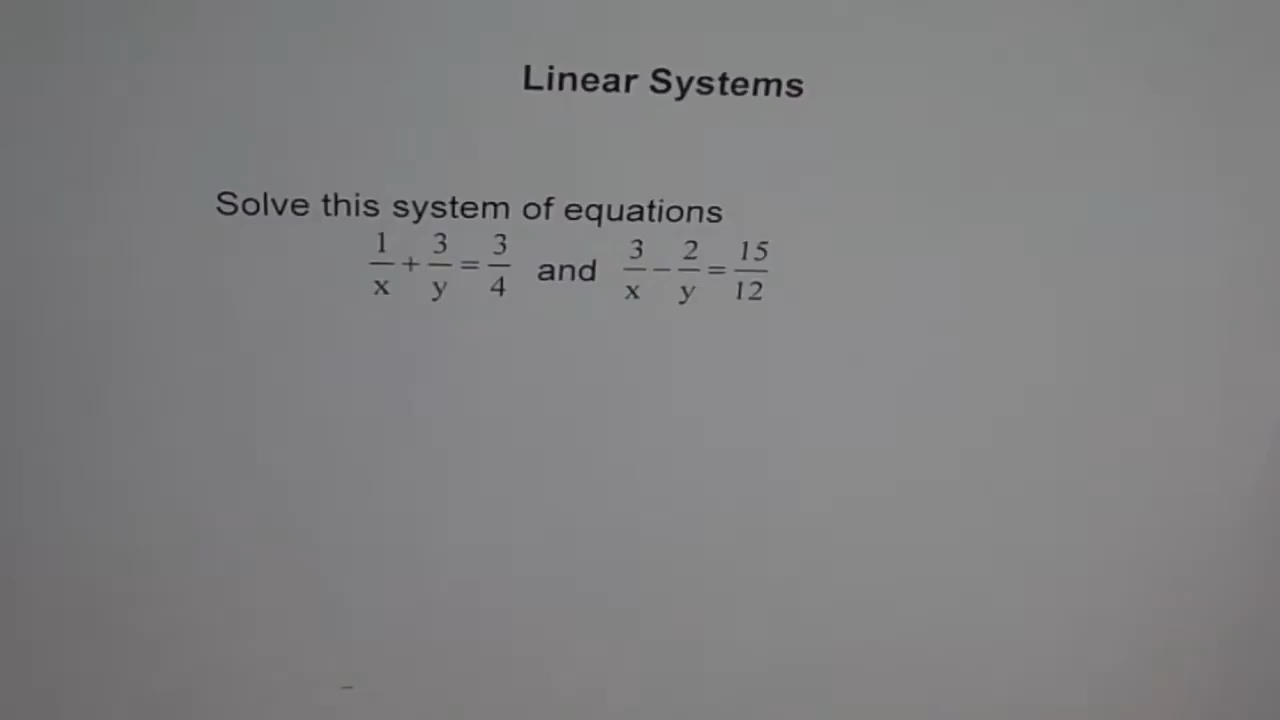 Linear Systems
Solve this system of equations
1/x + 3/y = 3/4 and 3/x − 2/y = 15/12